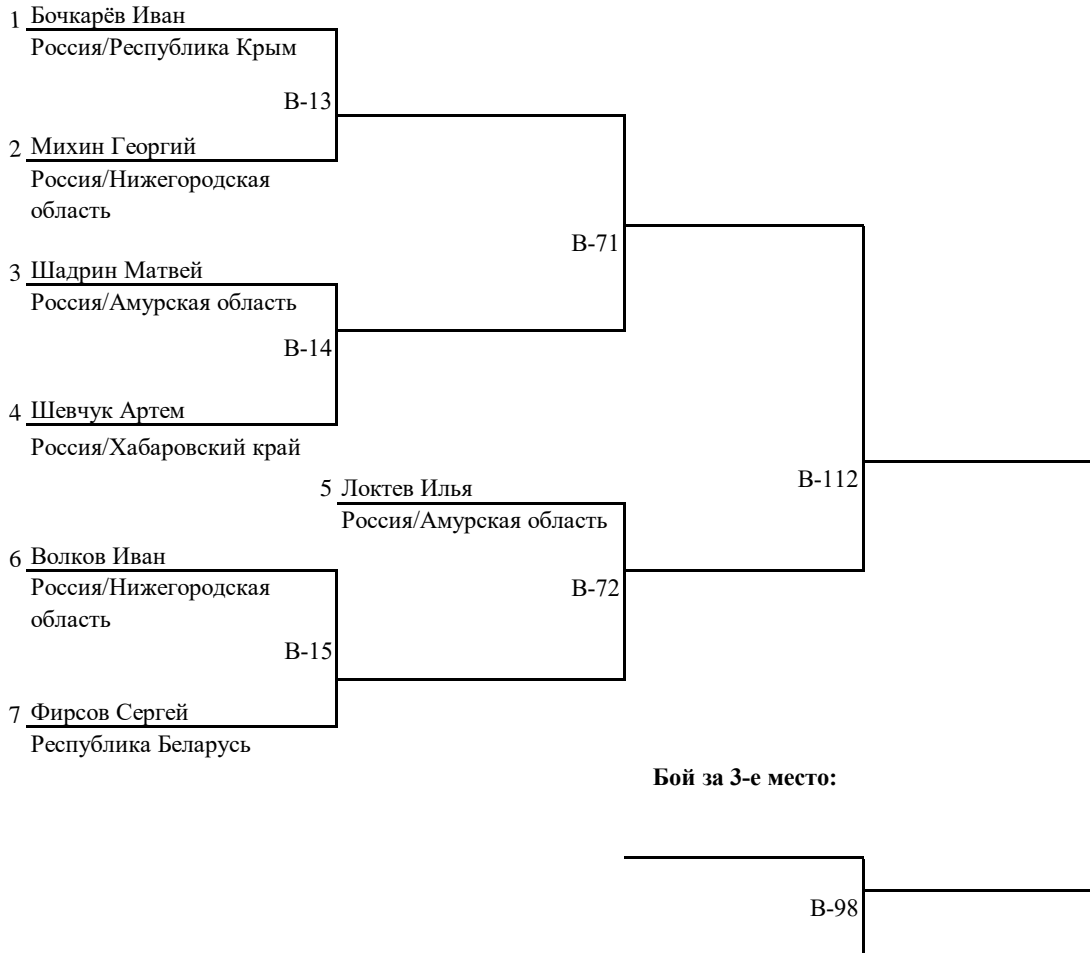 1 Бочкарёв Иван
Россия/Республика Крым
В-13
2 Михин Георгий
Россия/Нижегородская
область
В-71
3 Шадрин Матвей
Россия/Амурская область
В-14
4 Шевчук Артем
Россия/Хабаровский край
В-112
5 Локтев Илья
Россия/Амурская область
6 Волков Иван
Россия/Нижегородская
область
В-72
В-15
7 Фирсов Сергей
Республика Беларусь
Бой за 3-е место:
В-98